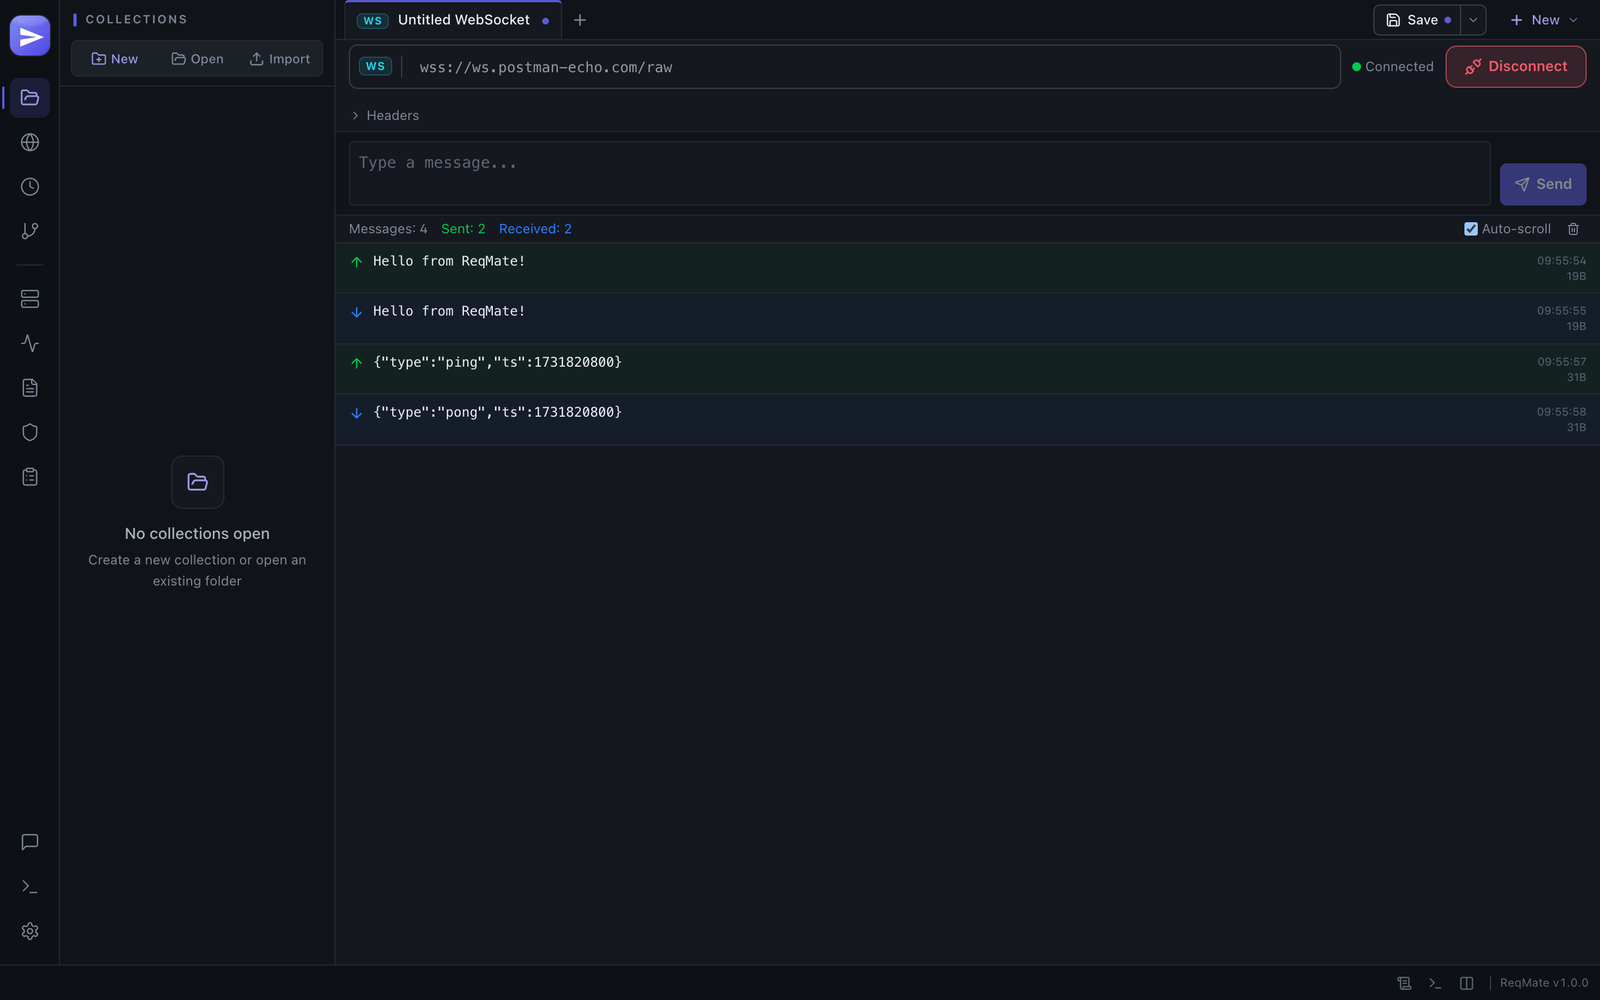 COLLECTIONS
New
Open
Import
No collections open
Create a new collection or open an
existing folder
WS Untitled WebSocket
Save
New
WS wss://ws.postman-echo.com/raw
Connected
Disconnect
Headers
Type a message...
Send
Messages: 4 Sent: 2 Received: 2
Auto-scroll
Hello from ReqMate!
09:55:54
19B
Hello from ReqMate!
09:55:55
19B
{"type":"ping","ts":1731820800}
09:55:57
31B
{"type":"pong","ts":1731820800}
09:55:58
31B
ReqMate v1.0.0